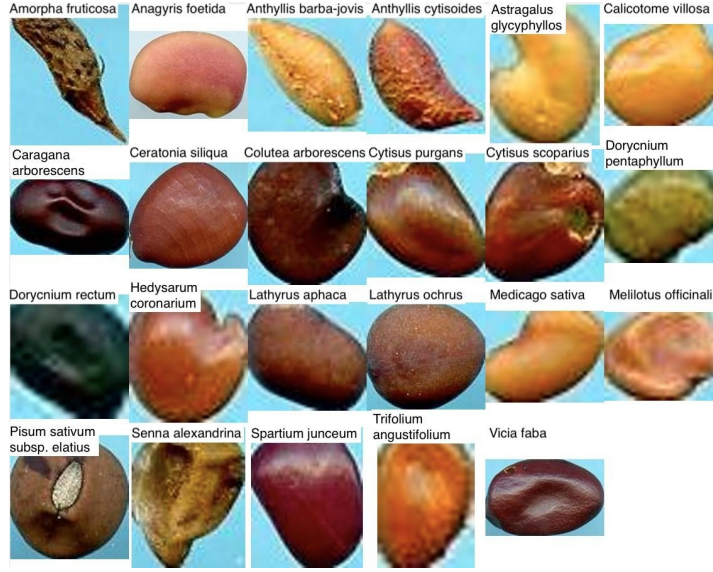 Amorpha fruticosa
Anagyris foetida
Anthyllis barba-jovis
Anthyllis cytisoides
Astragalus
glycyphyllos
Calicotome villosa
Caragana
arborescens
Ceratonia siliqua
Colutea arborescens
Cytisus purgans
Cytisus scoparius
Dorycnium
pentaphyllum
Dorycnium rectum
Hedysarum
coronarium
Lathyrus aphaca
Lathyrus ochrus
Medicago sativa
Melilotus officinali
Pisum sativum
subsp. elatius
Senna alexandrina
Spartium junceum
Trifolium
angustifolium
Vicia faba